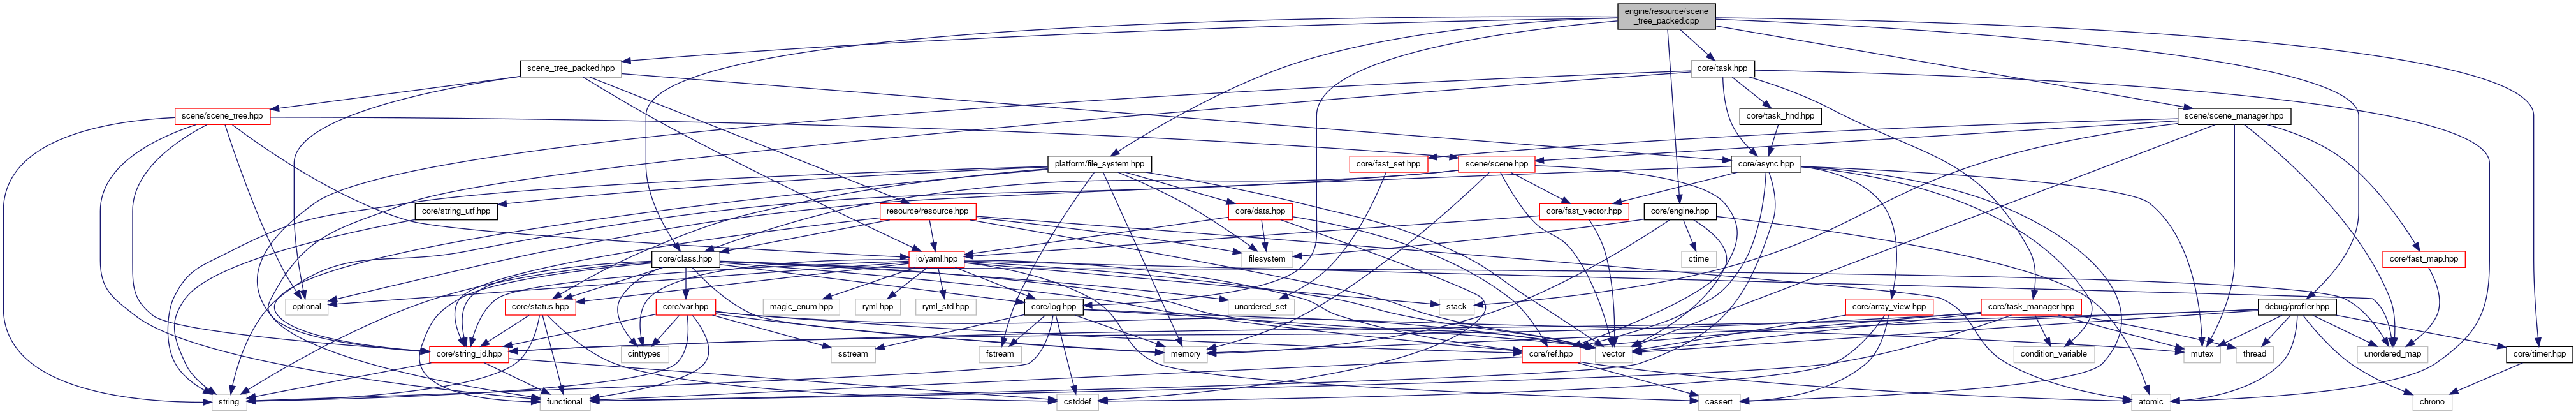 engine/resource/scene
_tree_packed.cpp
scene_tree_packed.hpp
core/task.hpp
scene/scene_tree.hpp
core/task_hnd.hpp
scene/scene_manager.hpp
platform/file_system.hpp
core/fast_set.hpp
scene/scene.hpp
core/async.hpp
core/string_utf.hpp
resource/resource.hpp
core/data.hpp
core/fast_vector.hpp
core/engine.hpp
core/class.hpp
io/yaml.hpp
filesystem
ctime
core/fast_map.hpp
optional
core/status.hpp
core/var.hpp
magic_enum.hpp
ryml.hpp
ryml_std.hpp
core/log.hpp
unordered_set
stack
core/array_view.hpp
core/task_manager.hpp
debug/profiler.hpp
core/string_id.hpp
cinttypes
sstream
memory
fstream
core/ref.hpp
vector
condition_variable
mutex
thread
unordered_map
core/timer.hpp
string
functional
cstddef
cassert
atomic
chrono